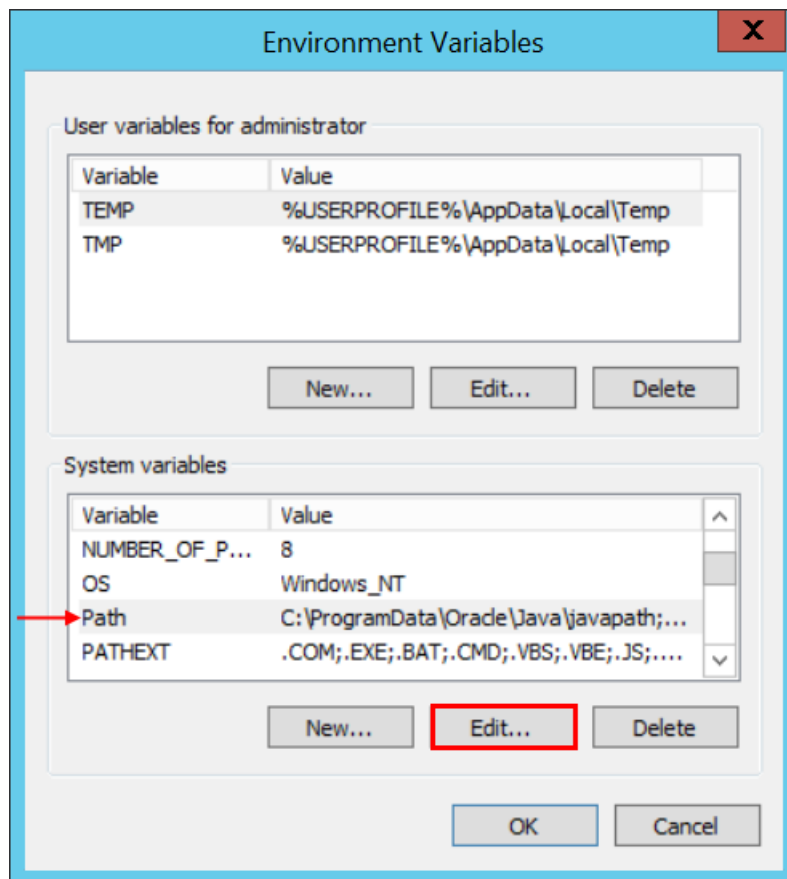 Environment Variables
X
User variables for administrator
Variable Value
TEMP %USERPROFILE%\AppData\Local\Temp
TMP %USERPROFILE%\AppData\Local\Temp
New... Edit... Delete
System variables
Variable Value
NUMBER_OF_P... 8
OS Windows_NT
Path C:\ProgramData\Oracle\Java\javapath;...
PATHEXT .COM;.EXE;.BAT;.CMD;.VBS;.VBE;.JS;....
New... Edit... Delete
OK Cancel